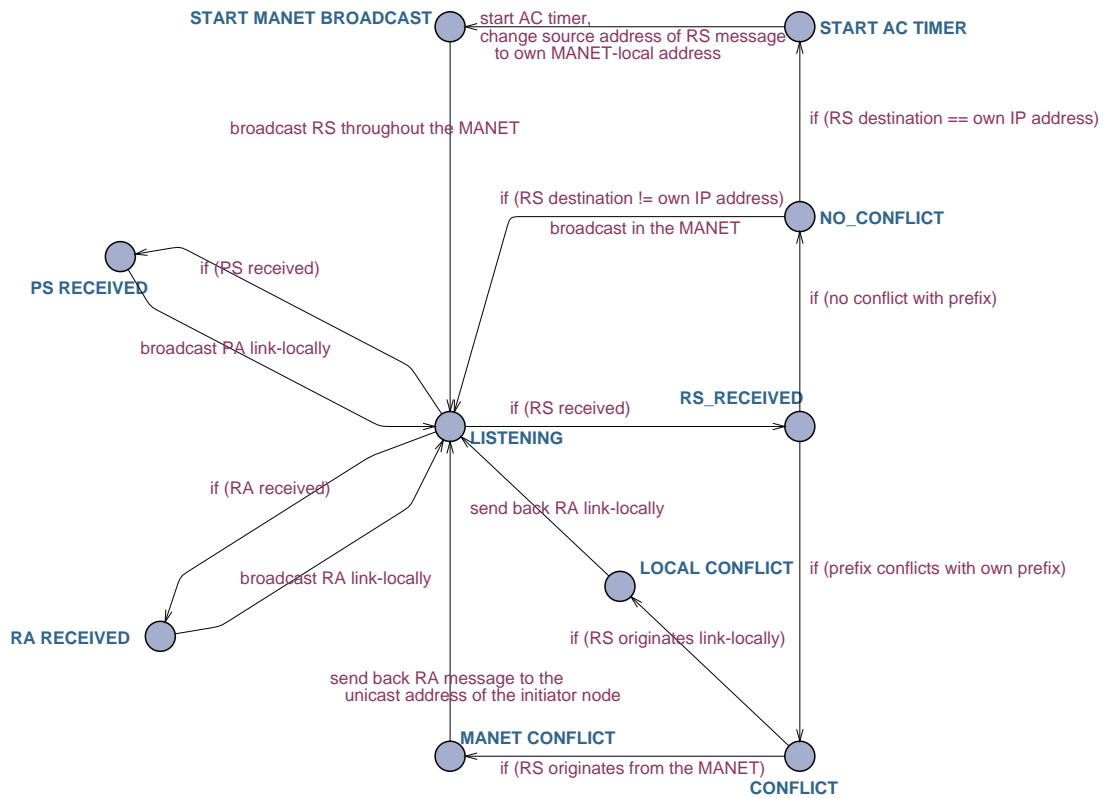 START MANET BROADCAST
start AC timer,
change source address of RS message
to own MANET-local address
START AC TIMER
broadcast RS throughout the MANET
if (RS destination == own IP address)
if (RS destination != own IP address)
broadcast in the MANET
NO_CONFLICT
if (PS received)
PS RECEIVED
if (no conflict with prefix)
broadcast PA link-locally
RS_RECEIVED
if (RS received)
LISTENING
if (RA received)
send back RA link-locally
broadcast RA link-locally
LOCAL CONFLICT
if (prefix conflicts with own prefix)
RA RECEIVED
if (RS originates link-locally)
send back RA message to the
unicast address of the initiator node
MANET CONFLICT
if (RS originates from the MANET)
CONFLICT